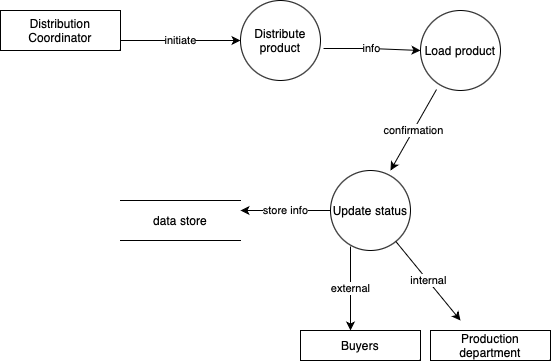 Distribution
Coordinator
initiate
Distribute
product
info
Load product
confirmation
Update status
store info
data store
external
internal
Buyers
Production
department